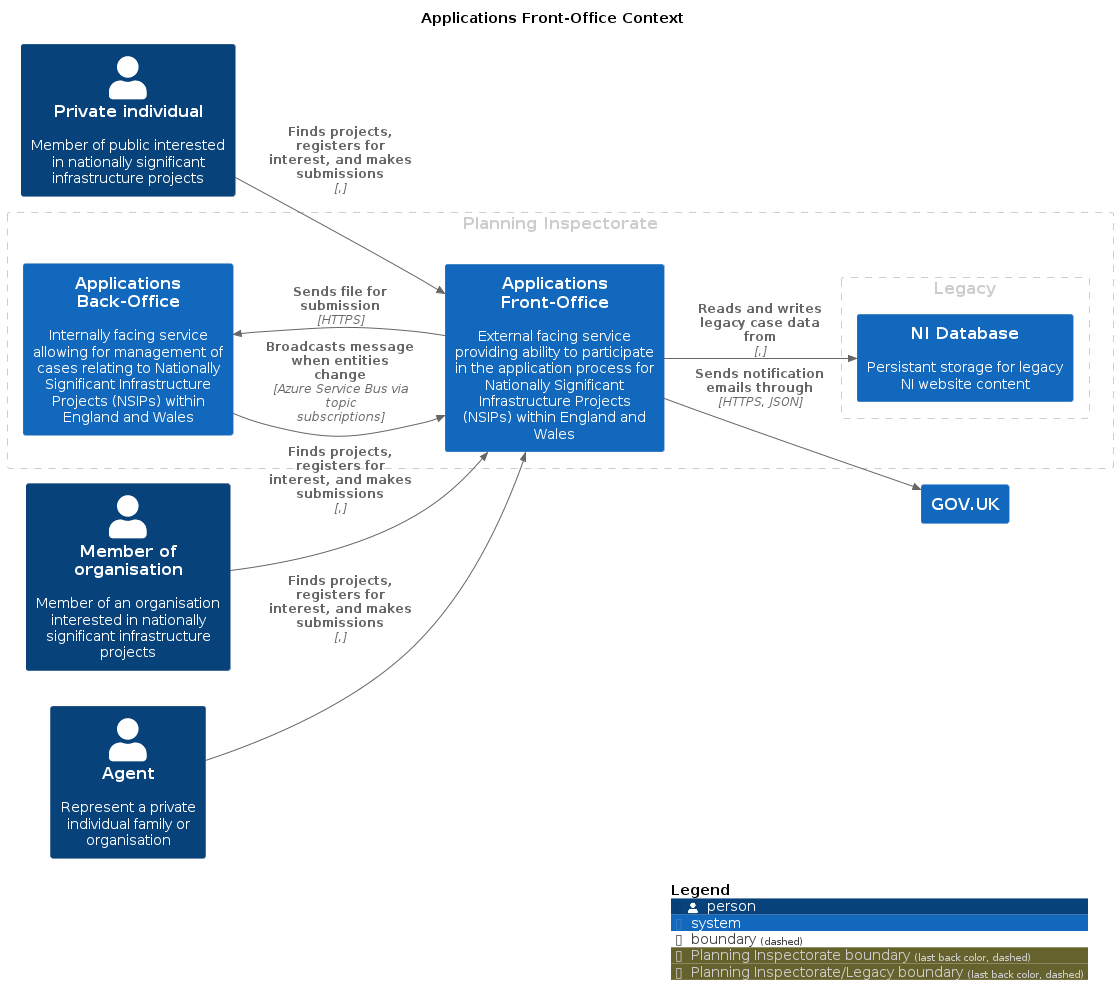 Applications Front-Office Context
Private individual
Member of public interested
in nationally significant
infrastructure projects
Finds projects,
registers for
interest, and makes
submissions
[,]
Planning Inspectorate
Applications
Back-Office
Internally facing service
allowing for management of
cases relating to Nationally
Significant Infrastructure
Projects (NSIPs) within
England and Wales
Sends file for
submission
[HTTPS]
Broadcasts message
when entities
change
[Azure Service Bus via
topic
subscriptions]
Applications
Front-Office
External facing service
providing ability to participate
in the application process for
Nationally Significant
Infrastructure Projects
(NSIPs) within England and
Wales
Reads and writes
legacy case data
from
[,]
Sends notification
emails through
[HTTPS, JSON]
Legacy
NI Database
Persistant storage for legacy
NI website content
GOV.UK
Finds projects,
registers for
interest, and makes
submissions
[,]
Member of
organisation
Member of an organisation
interested in nationally
significant infrastructure
projects
Finds projects,
registers for
interest, and makes
submissions
[,]
Agent
Represent a private
individual family or
organisation
Legend
person
system
boundary (dashed)
Planning Inspectorate boundary (last back color, dashed)
Planning Inspectorate/Legacy boundary (last back color, dashed)